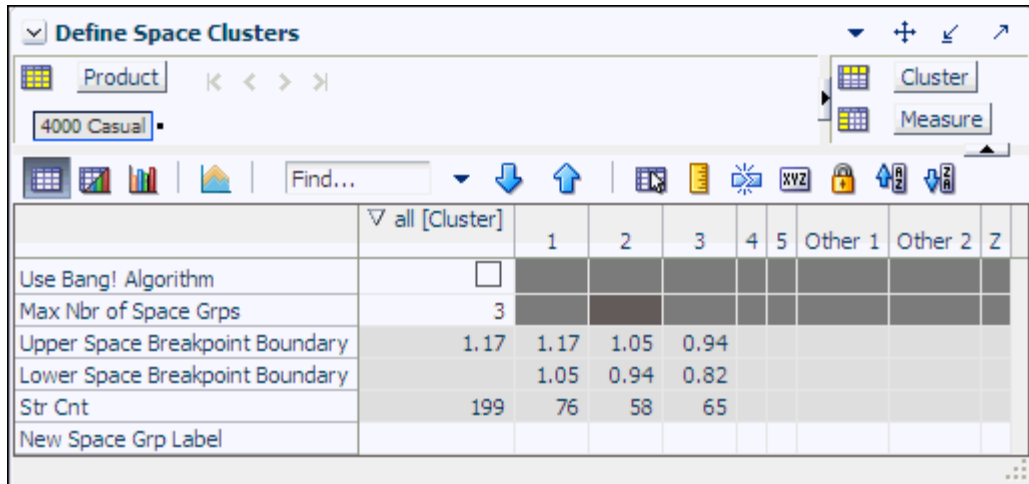 Define Space Clusters
Product
Cluster
4000 Casual
Measure
Find...
XYZ
A
Z
Z
A
all [Cluster] 1 2 3 4 5 Other 1 Other 2 Z
Use Bang! Algorithm
Max Nbr of Space Grps 3
Upper Space Breakpoint Boundary 1.17 1.17 1.05 0.94
Lower Space Breakpoint Boundary 1.05 0.94 0.82
Str Cnt 199 76 58 65
New Space Grp Label